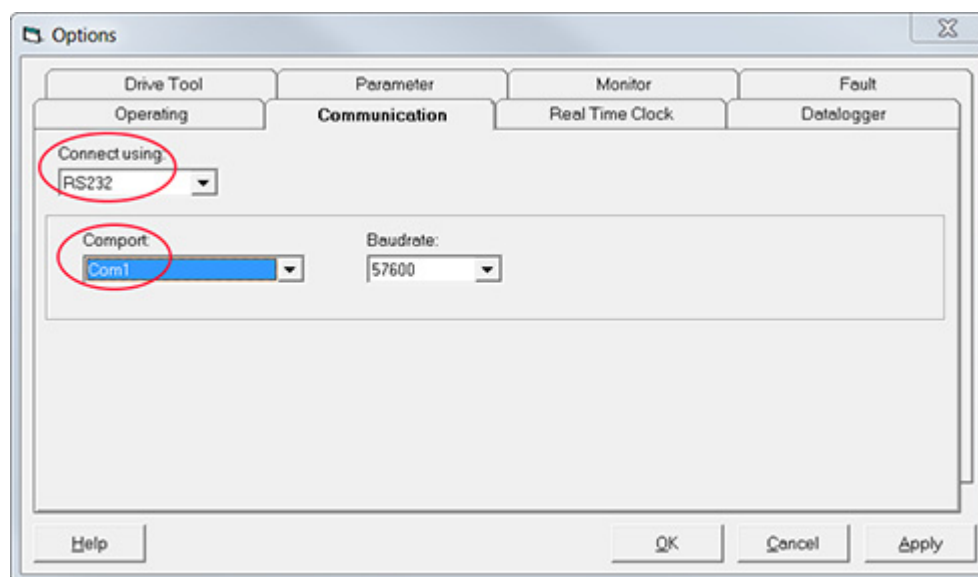 Options
Drive Tool Parameter Monitor Fault
Operating Communication Real Time Clock Datalogger
Connect using:
RS232
Comport: Baudrate:
Com1 57600
Help OK Cancel Apply